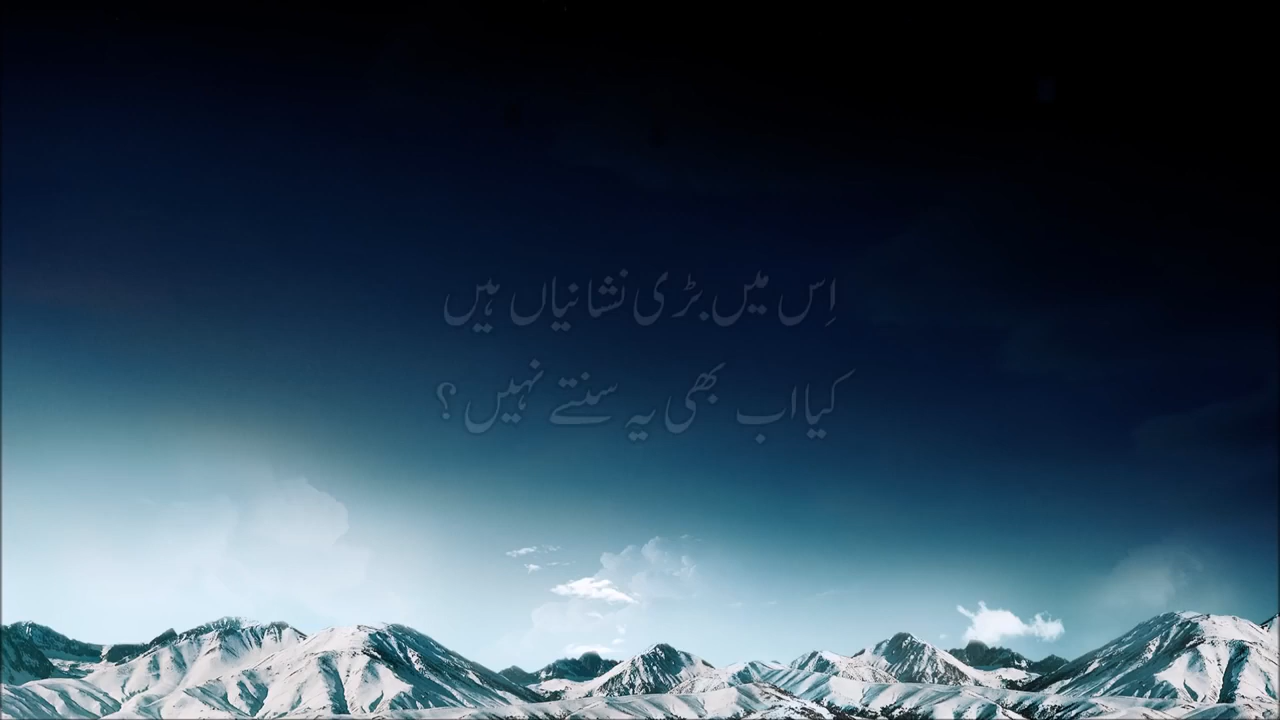 اِس میں بڑی نشانیاں ہیں
کیا اب بھی یہ سنتے نہیں؟